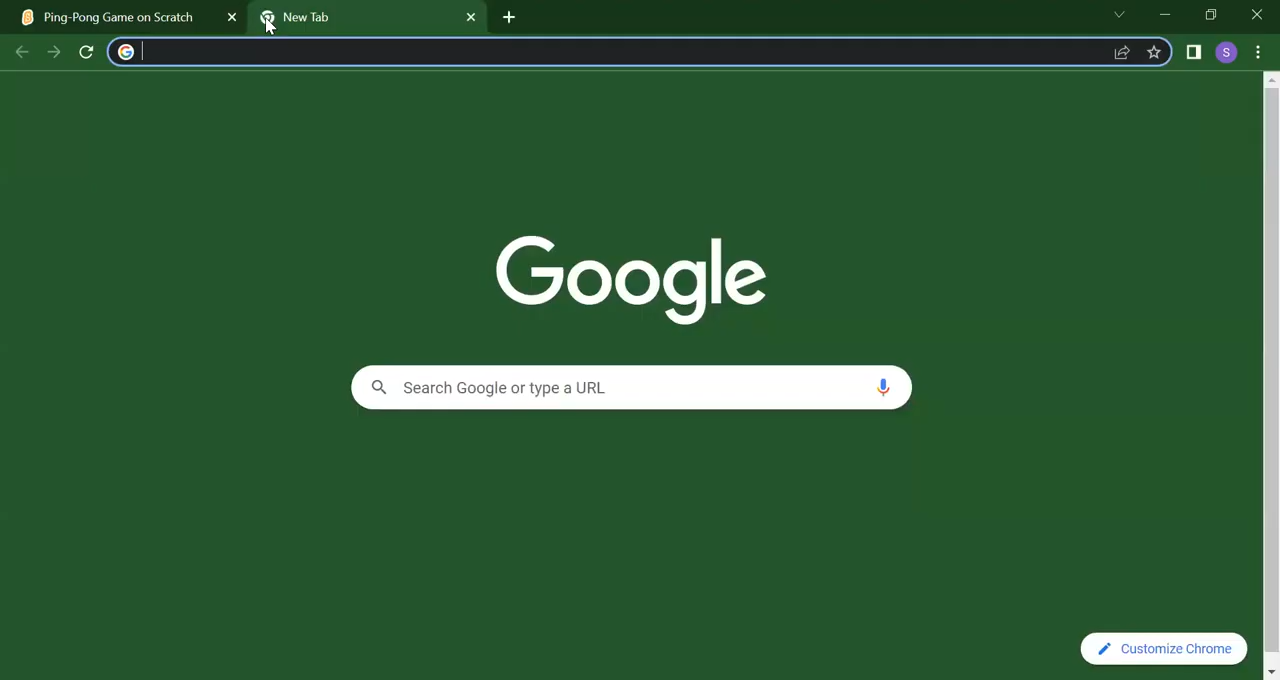 Ping-Pong Game on Scratch
New Tab
S
Google
Search Google or type a URL
Customize Chrome